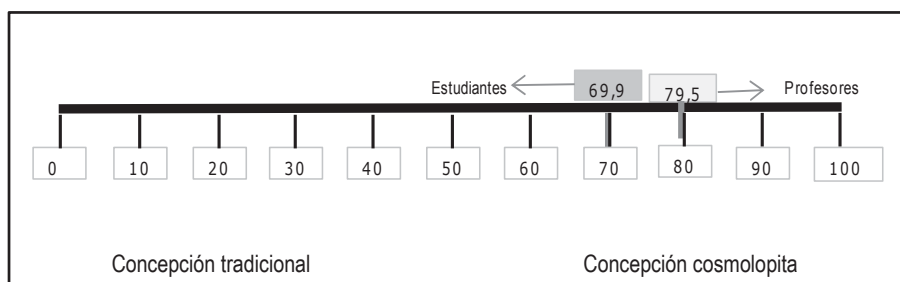 Estudiantes 69,9 79,5 Profesores
0 10 20 30 40 50 60 70 80 90 100
Concepción tradicional Concepción cosmolopita